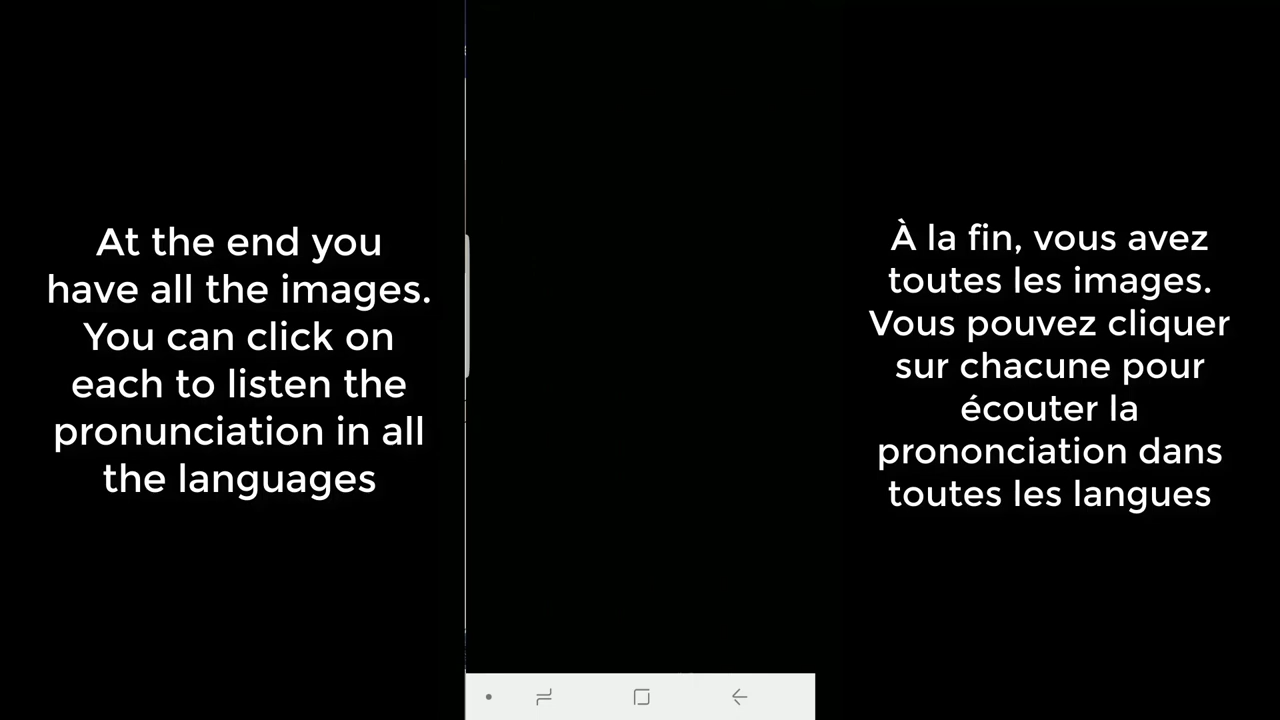 At the end you
have all the images.
You can click on
each to listen the
pronunciation in all
the languages
À la fin, vous avez
toutes les images.
Vous pouvez cliquer
sur chacune pour
écouter la
prononciation dans
toutes les langues